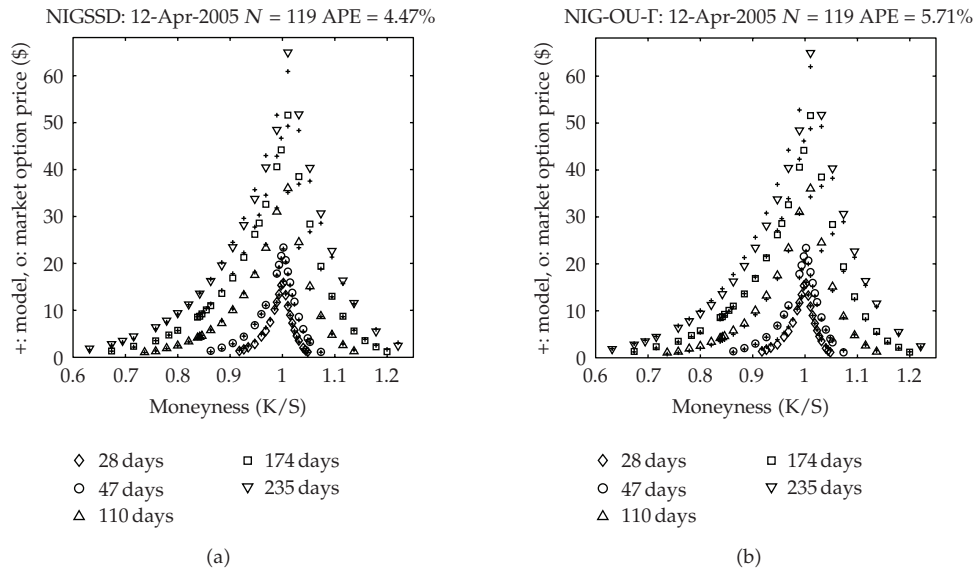 NIGSSD: 12-Apr-2005 N = 119 APE = 4.47%
+: model, o: market option price ($)
60
50
40
30
20
10
0
0.6 0.7 0.8 0.9 1 1.1 1.2
Moneyness (K/S)
28 days
47 days
110 days
174 days
235 days
(a)
NIG-OU-Γ: 12-Apr-2005 N = 119 APE = 5.71%
+: model, o: market option price ($)
60
50
40
30
20
10
0
0.6 0.7 0.8 0.9 1 1.1 1.2
Moneyness (K/S)
28 days
47 days
110 days
174 days
235 days
(b)